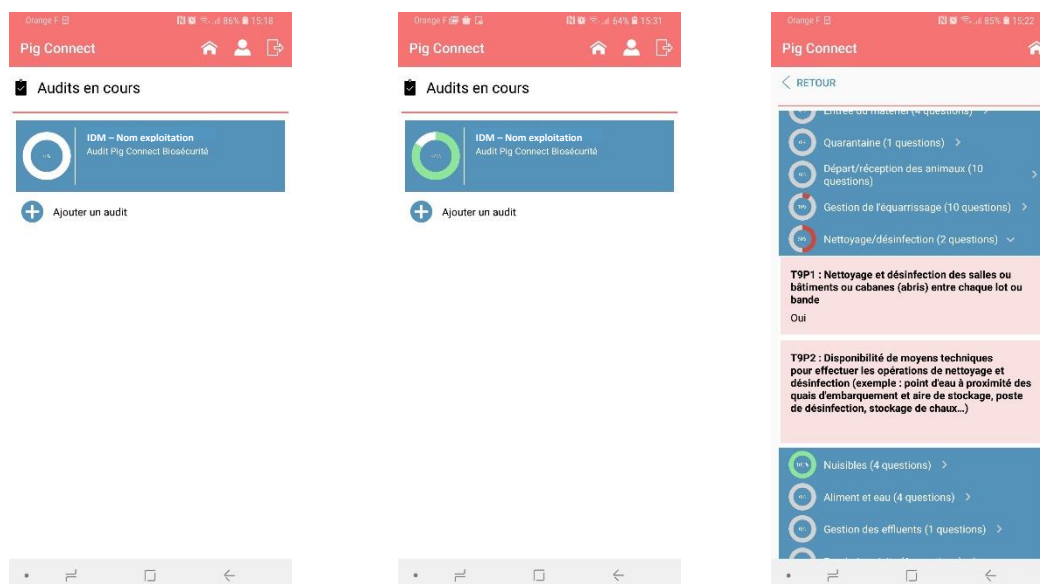 Orange F 86% 15:18
Pig Connect
Audits en cours
IDM – Nom exploitation
Audit Pig Connect Biosécurité
Ajouter un audit
Orange F 64% 15:31
Pig Connect
Audits en cours
IDM – Nom exploitation
Audit Pig Connect Biosécurité
Ajouter un audit
Orange F 85% 15:22
Pig Connect
RETOUR
Entrée du matériel (4 questions)
Quarantaine (1 questions)
Départ/réception des animaux (10
questions)
Gestion de l'équarrissage (10 questions)
Nettoyage/désinfection (2 questions)
T9P1 : Nettoyage et désinfection des salles ou
bâtiments ou cabanes (abris) entre chaque lot ou
bande
Oui
T9P2 : Disponibilité de moyens techniques
pour effectuer les opérations de nettoyage et
désinfection (exemple : point d'eau à proximité des
quais d'embarquement et aire de stockage, poste
de désinfection, stockage de chaux...)
Nuisibles (4 questions)
Aliment et eau (4 questions)
Gestion des effluents (1 questions)